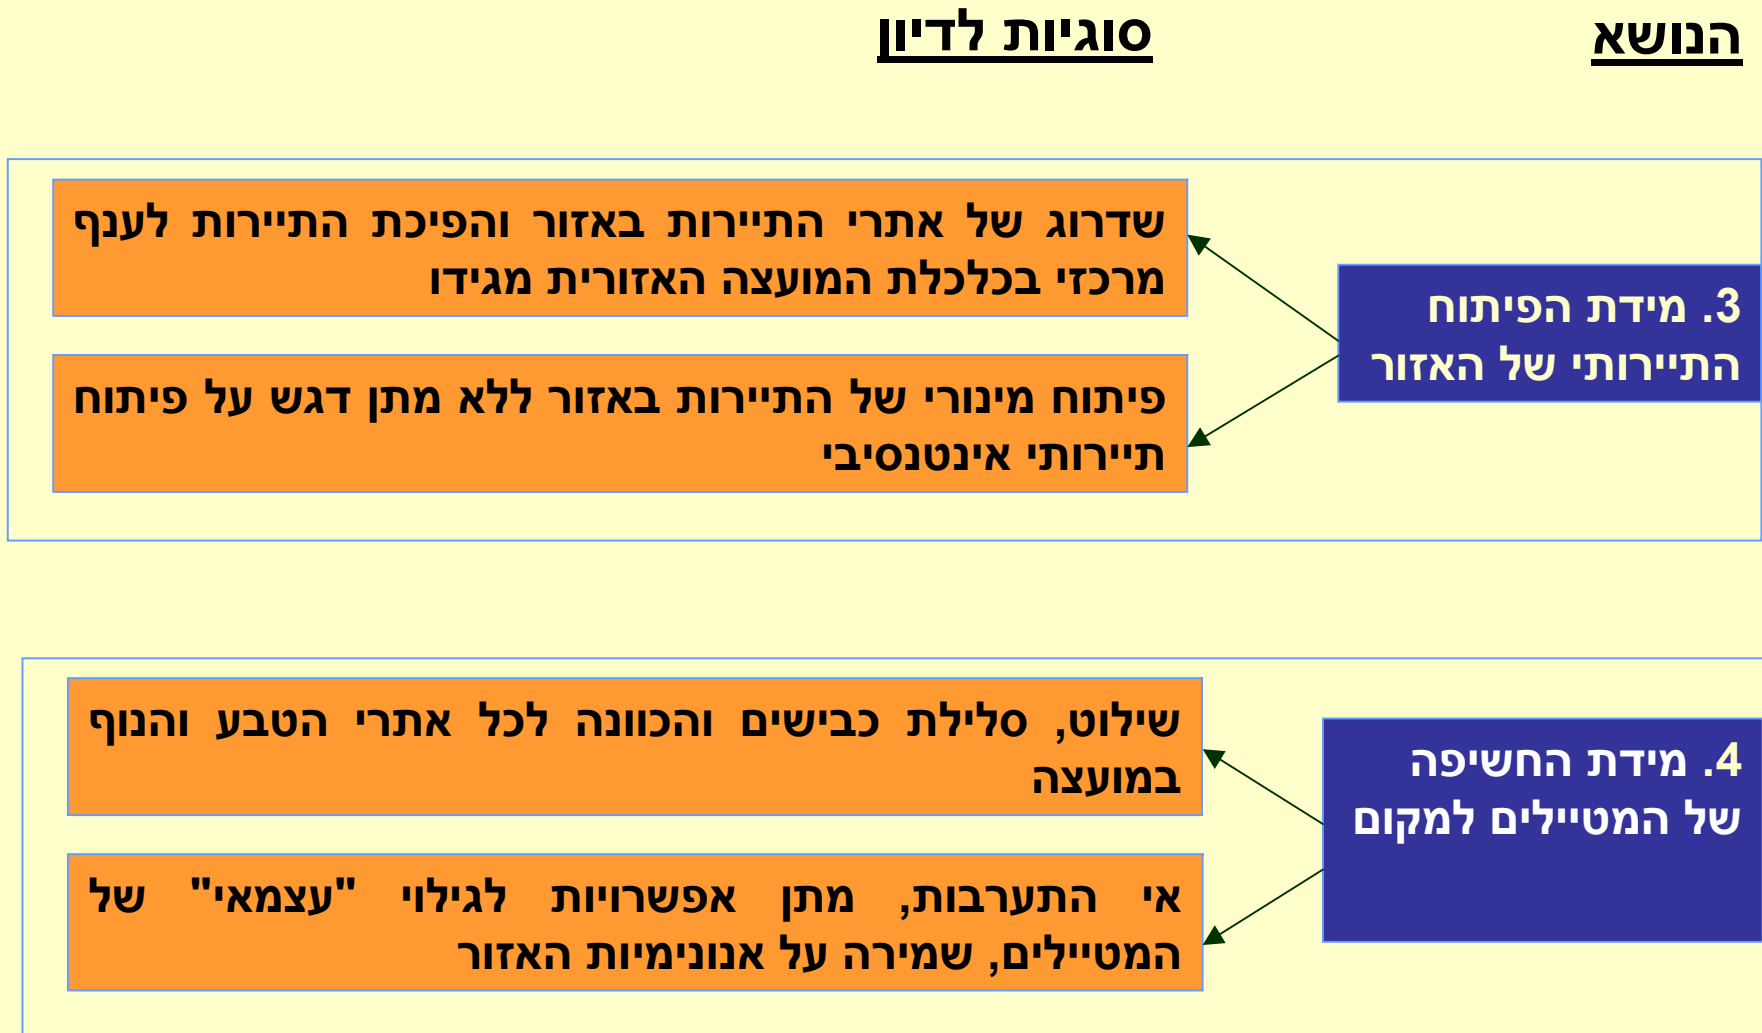 הנושא
סוגיות לדיון
3. מידת הפיתוח
התיירותי של האזור
שדרוג של אתרי התיירות באזור והפיכת התיירות לענף
מרכזי בכלכלת המועצה האזורית מגידו
פיתוח מינורי של התיירות באזור ללא מתן דגש על פיתוח
תיירותי אינטנסיבי
4. מידת החשיפה
של המטיילים למקום
שילוט, סלילת כבישים והכוונה לכל אתרי הטבע והנוף
במועצה
אי התערבות, מתן אפשרויות לגילוי "עצמאי" של
המטיילים, שמירה על אנונימיות האזור